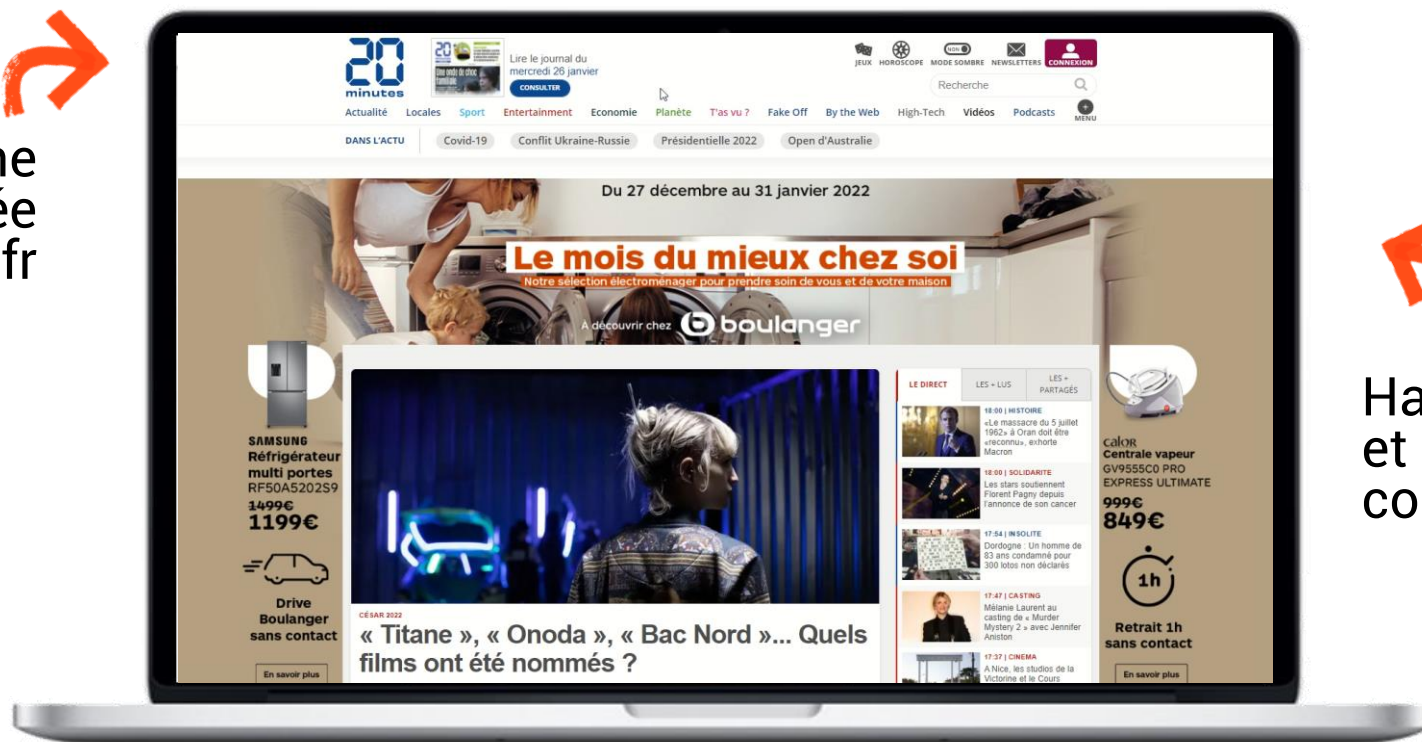 20
minutes
Lire le journal du
mercredi 26 janvier
CONSULTER
JEUX
HOROSCOPE
NON
MODE SOMBRE
NEWSLETTERS
CONNEXION
Recherche
Actualité Locales Sport Entertainment Economie Planète T'as vu ? Fake Off By the Web High-Tech Vidéos Podcasts
MENU
DANS L'ACTU Covid-19 Conflit Ukraine-Russie Présidentielle 2022 Open d'Australie
Du 27 décembre au 31 janvier 2022
Le mois du mieux chez soi
Notre sélection électroménager pour prendre soin de vous et de votre maison
À découvrir chez boulanger
SAMSUNG
Réfrigérateur
multi portes
RF50A5202S9
1499€
1199€
Drive
Boulanger
sans contact
En savoir plus
CÉSAR 2022
« Titane », « Onoda », « Bac Nord »... Quels
films ont été nommés ?
LE DIRECT
LES + LUS
LES +
PARTAGÉS
18:00 | HISTOIRE
«Le massacre du 5 juillet
1962» à Oran doit être
«reconnu», exhorte
Macron
18:00 | SOLIDARITE
Les stars soutiennent
Florent Pagny depuis
l'annonce de son cancer
17:54 | INSOLITE
Dordogne : Un homme de
83 ans condamné pour
300 lotos non déclarés
17:47 | CASTING
Mélanie Laurent au
casting de « Murder
Mystery 2 » avec Jennifer
Aniston
17:37 | CINEMA
A Nice, les studios de la
Victorine et le Cours
calor
Centrale vapeur
GV9555C0 PRO
EXPRESS ULTIMATE
999€
849€
1h
Retrait 1h
sans contact
En savoir plus
fr
et